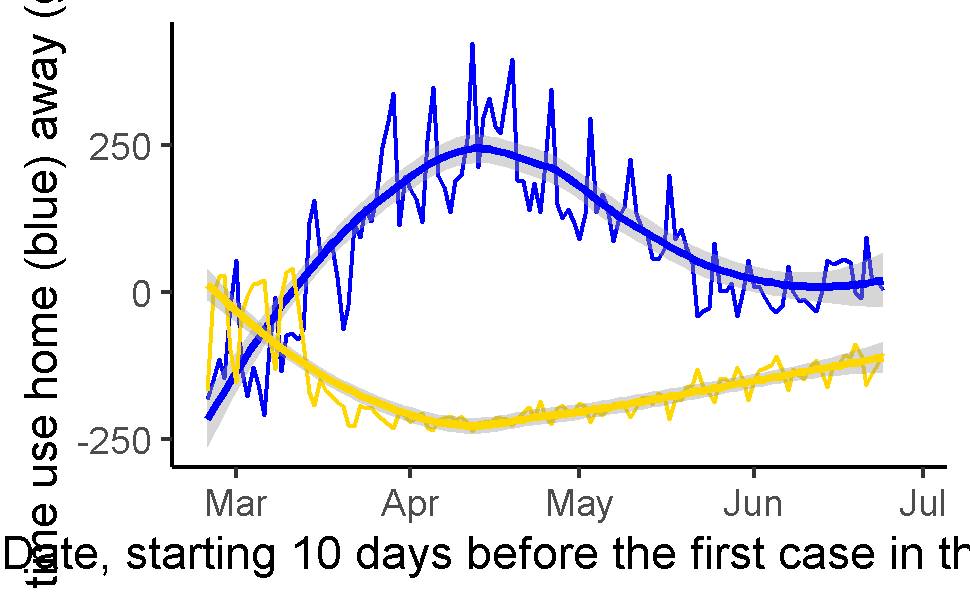 time use home (blue) away (
250
0
-250
Mar Apr May Jun Jul
Date, starting 10 days before the first case in th